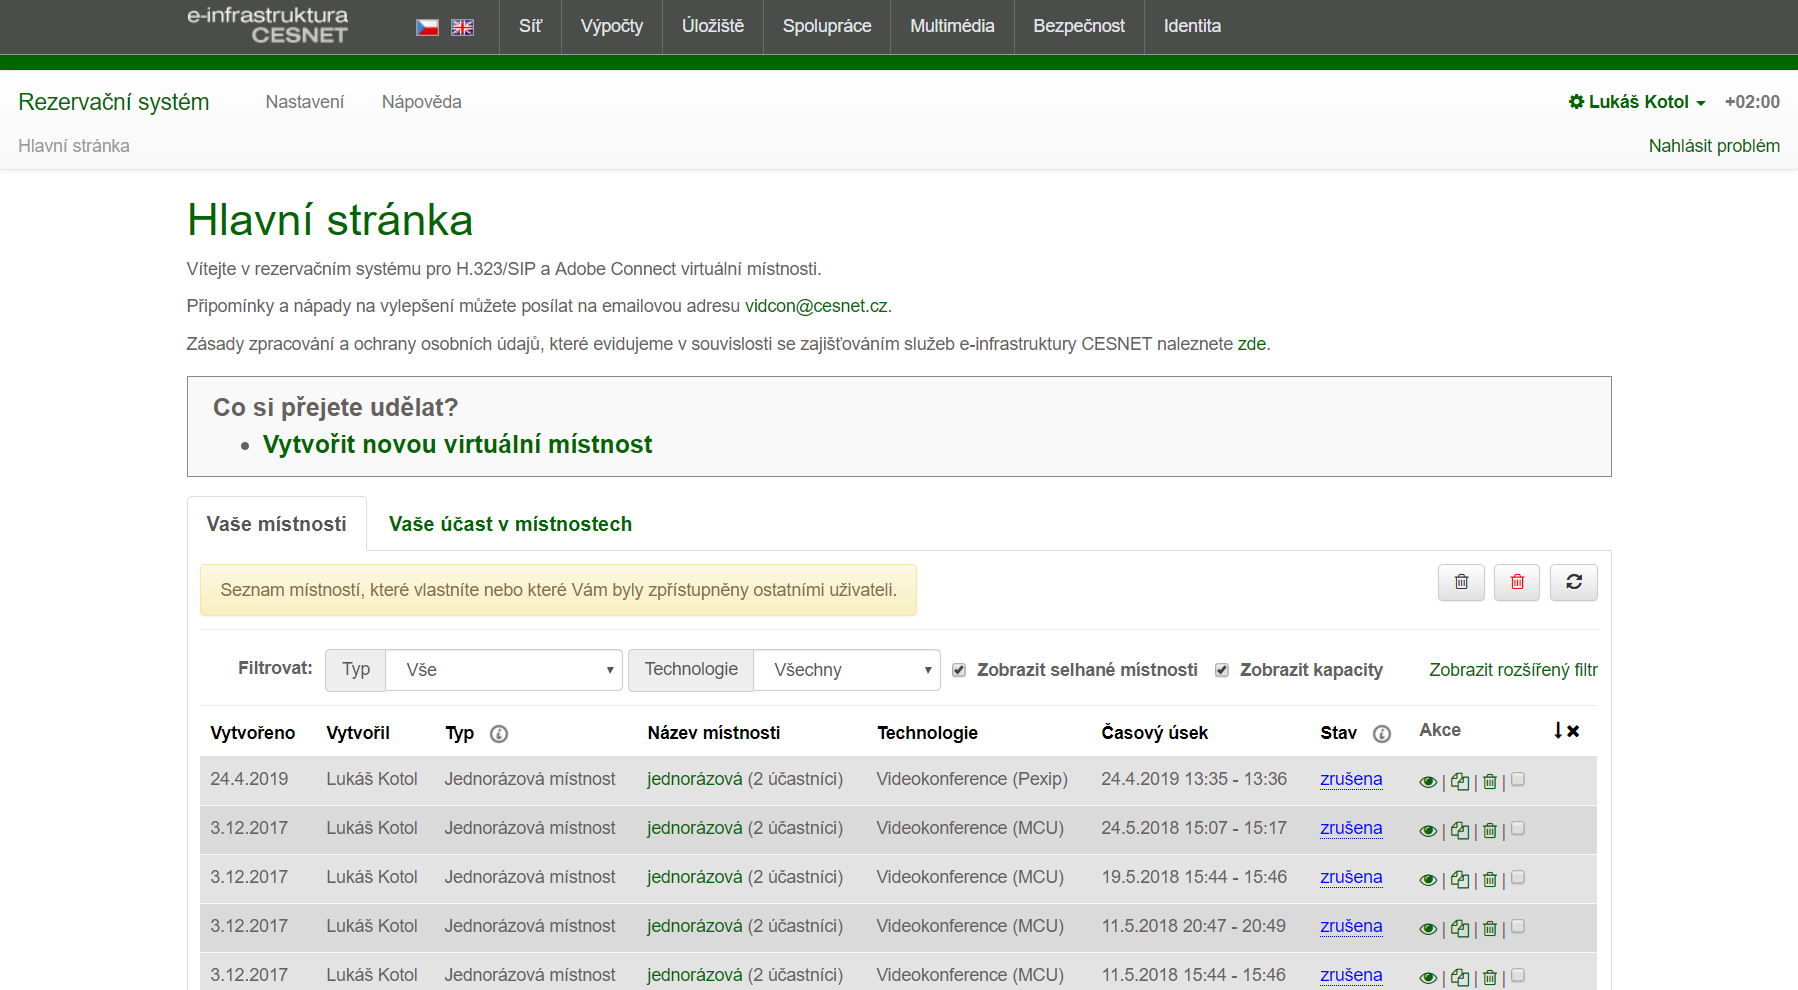 e-infrastruktura
CESNET
Síť Výpočty Úložiště Spolupráce Multimédia Bezpečnost Identita
Rezervační systém Nastavení Nápověda Lukáš Kotol +02:00
Hlavní stránka Nahlásit problém
Hlavní stránka
Vítejte v rezervačním systému pro H.323/SIP a Adobe Connect virtuální místnosti.
Připomínky a nápady na vylepšení můžete posílat na emailovou adresu vidcon@cesnet.cz.
Zásady zpracování a ochrany osobních údajů, které evidujeme v souvislosti se zajišťováním služeb e-infrastruktury CESNET naleznete zde.
Co si přejete udělat?
• Vytvořit novou virtuální místnost
Vaše místnosti Vaše účast v místnostech
Seznam místností, které vlastníte nebo které Vám byly zpřístupněny ostatními uživateli.
Filtrovat: Typ Vše Technologie Všechny Zobrazit selhané místnosti Zobrazit kapacity Zobrazit rozšířený filtr
Vytvořeno Vytvořil Typ Název místnosti Technologie Časový úsek Stav Akce
24.4.2019 Lukáš Kotol Jednorázová místnost jednorázová (2 účastníci) Videokonference (Pexip) 24.4.2019 13:35 - 13:36 zrušena | | |
3.12.2017 Lukáš Kotol Jednorázová místnost jednorázová (2 účastníci) Videokonference (MCU) 24.5.2018 15:07 - 15:17 zrušena | | |
3.12.2017 Lukáš Kotol Jednorázová místnost jednorázová (2 účastníci) Videokonference (MCU) 19.5.2018 15:44 - 15:46 zrušena | | |
3.12.2017 Lukáš Kotol Jednorázová místnost jednorázová (2 účastníci) Videokonference (MCU) 11.5.2018 20:47 - 20:49 zrušena | | |
3.12.2017 Lukáš Kotol Jednorázová místnost jednorázová (2 účastníci) Videokonference (MCU) 11.5.2018 15:44 - 15:46 zrušena | | |